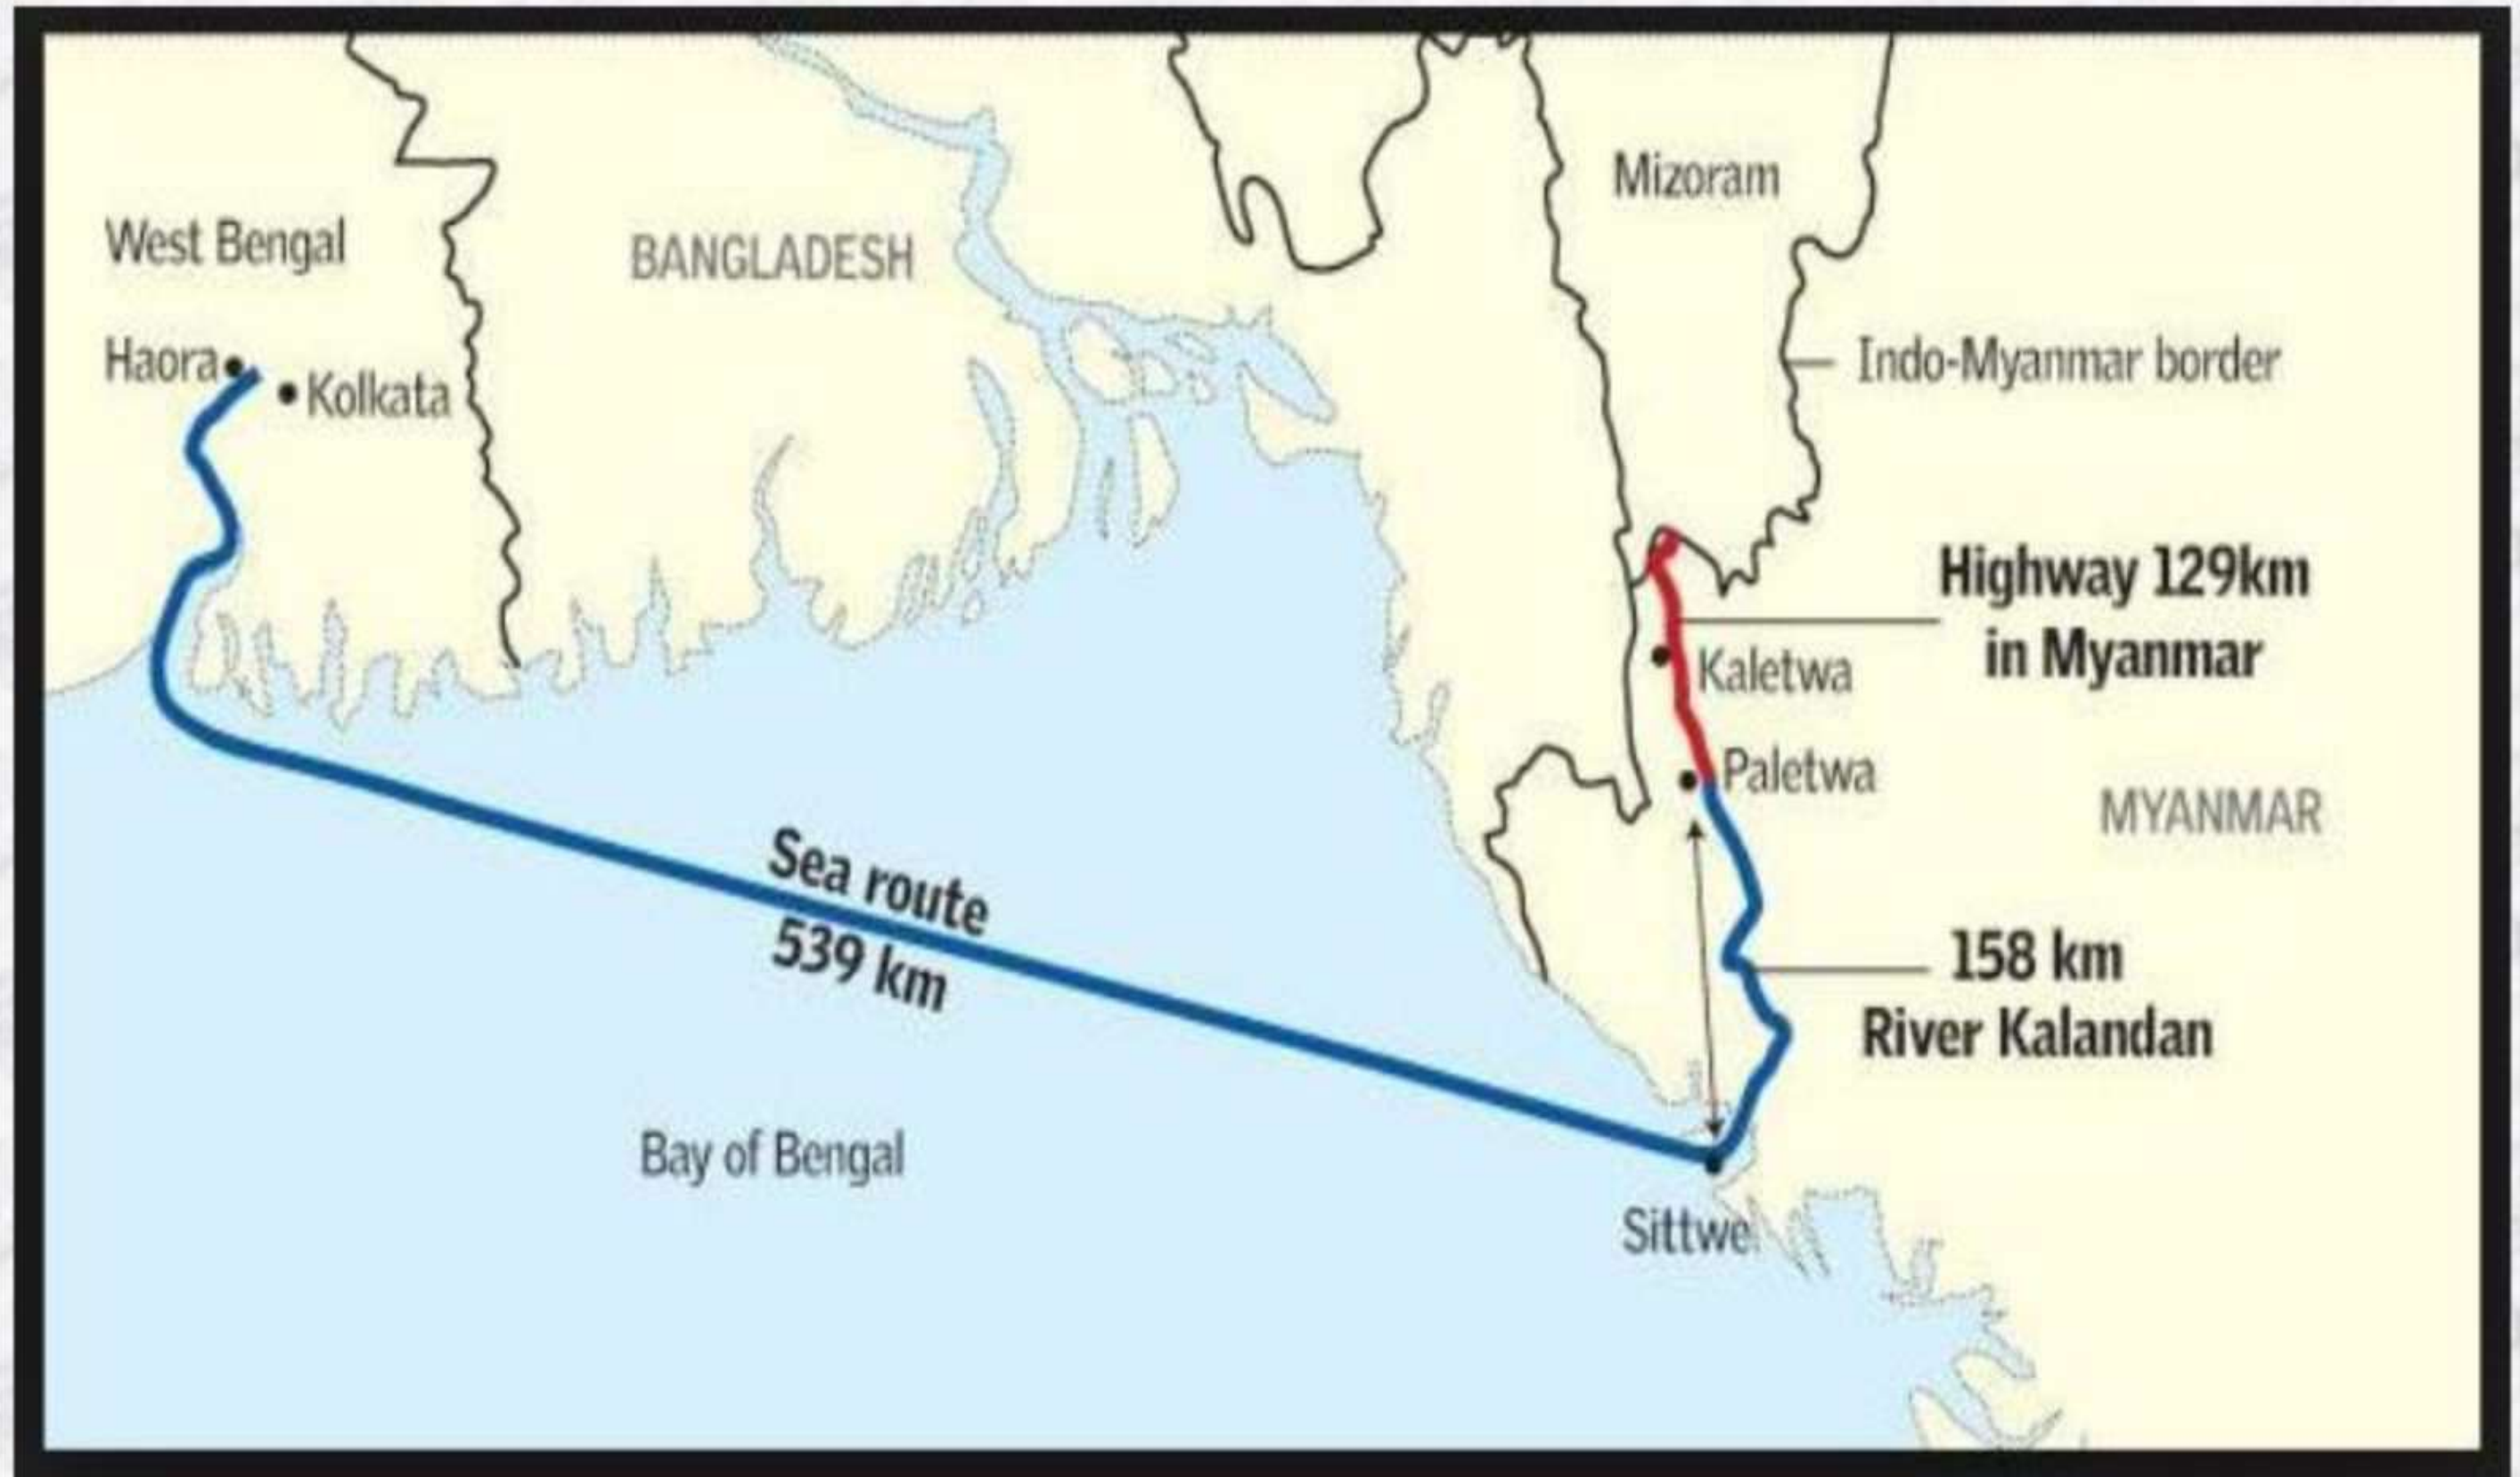 Mizoram
West Bengal
BANGLADESH
Haora
Kolkata
Indo-Myanmar border
Highway 129km
in Myanmar
Kaletwa
Paletwa
MYANMAR
Sea route
539 km
158 km
River Kalandan
Bay of Bengal
Sittwe